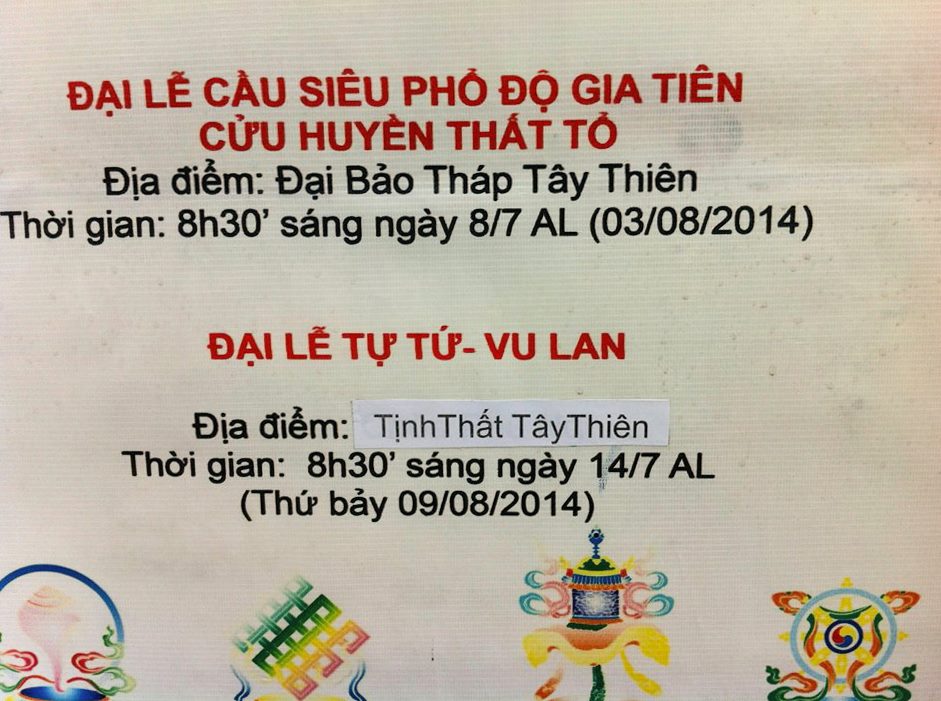 ĐẠI LỄ CẦU SIÊU PHỔ ĐỘ GIA TIÊN
CỬU HUYỀN THẤT TỔ
Địa điểm: Đại Bảo Tháp Tây Thiên
Thời gian: 8h30’ sáng ngày 8/7 AL (03/08/2014)
ĐẠI LỄ TỰ TỨ- VU LAN
Địa điểm: TịnhThất TâyThiên
Thời gian: 8h30’ sáng ngày 14/7 AL
(Thứ bảy 09/08/2014)